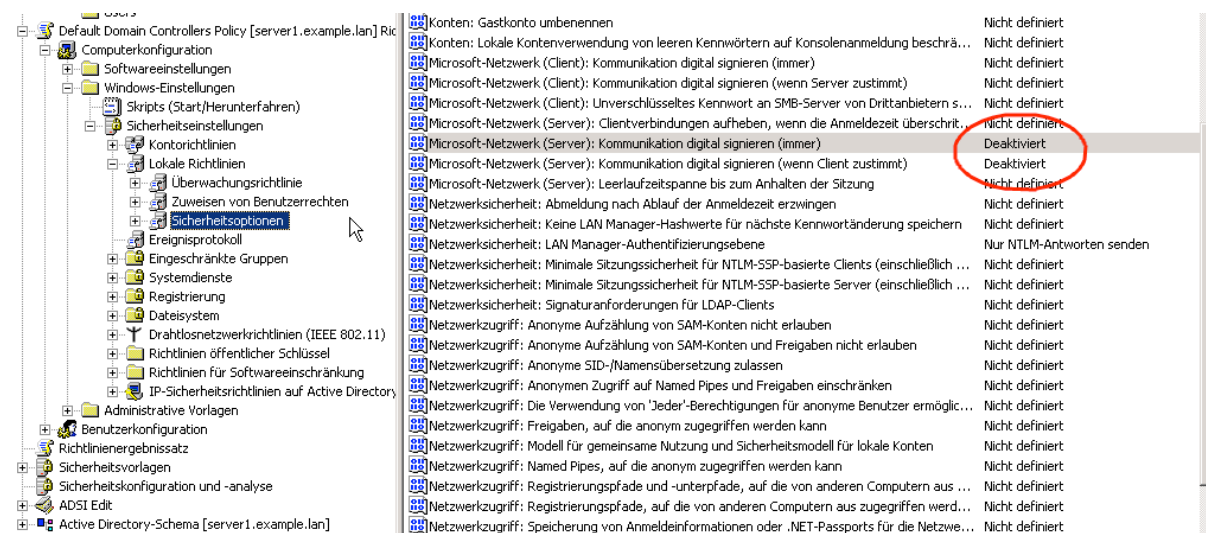 Users
Default Domain Controllers Policy [server1.example.lan] Ric
Computerkonfiguration
Softwareeinstellungen
Windows-Einstellungen
Skripts (Start/Herunterfahren)
Sicherheitseinstellungen
Kontorichtlinien
Lokale Richtlinien
Überwachungsrichtlinie
Zuweisen von Benutzerrechten
Sicherheitsoptionen
Ereignisprotokoll
Eingeschränkte Gruppen
Systemdienste
Registrierung
Dateisystem
Drahtlosnetzwerkrichtlinien (IEEE 802.11)
Richtlinien öffentlicher Schlüssel
Richtlinien für Softwareeinschränkung
IP-Sicherheitsrichtlinien auf Active Directory
Administrative Vorlagen
Benutzerkonfiguration
Richtlinienergebnissatz
Sicherheitsvorlagen
Sicherheitskonfiguration und -analyse
ADSI Edit
Active Directory-Schema [server1.example.lan]
Konten: Gastkonto umbenennen Nicht definiert
Konten: Lokale Kontenverwendung von leeren Kennwörtern auf Konsolenanmeldung beschrä... Nicht definiert
Microsoft-Netzwerk (Client): Kommunikation digital signieren (immer) Nicht definiert
Microsoft-Netzwerk (Client): Kommunikation digital signieren (wenn Server zustimmt) Nicht definiert
Microsoft-Netzwerk (Client): Unverschlüsseltes Kennwort an SMB-Server von Drittanbietern s... Nicht definiert
Microsoft-Netzwerk (Server): Clientverbindungen aufheben, wenn die Anmeldezeit überschrit... Nicht definiert
Microsoft-Netzwerk (Server): Kommunikation digital signieren (immer) Deaktiviert
Microsoft-Netzwerk (Server): Kommunikation digital signieren (wenn Client zustimmt) Deaktiviert
Microsoft-Netzwerk (Server): Leerlaufzeitspanne bis zum Anhalten der Sitzung Nicht definiert
Netzwerksicherheit: Abmeldung nach Ablauf der Anmeldezeit erzwingen Nicht definiert
Netzwerksicherheit: Keine LAN Manager-Hashwerte für nächste Kennwortänderung speichern Nicht definiert
Netzwerksicherheit: LAN Manager-Authentifizierungsebene Nur NTLM-Antworten senden
Netzwerksicherheit: Minimale Sitzungssicherheit für NTLM-SSP-basierte Clients (einschließlich ... Nicht definiert
Netzwerksicherheit: Minimale Sitzungssicherheit für NTLM-SSP-basierte Server (einschließlich ... Nicht definiert
Netzwerksicherheit: Signaturanforderungen für LDAP-Clients Nicht definiert
Netzwerkzugriff: Anonyme Aufzählung von SAM-Konten nicht erlauben Nicht definiert
Netzwerkzugriff: Anonyme Aufzählung von SAM-Konten und Freigaben nicht erlauben Nicht definiert
Netzwerkzugriff: Anonyme SID-/Namensübersetzung zulassen Nicht definiert
Netzwerkzugriff: Anonymen Zugriff auf Named Pipes und Freigaben einschränken Nicht definiert
Netzwerkzugriff: Die Verwendung von 'Jeder'-Berechtigungen für anonyme Benutzer ermöglic... Nicht definiert
Netzwerkzugriff: Freigaben, auf die anonym zugegriffen werden kann Nicht definiert
Netzwerkzugriff: Modell für gemeinsame Nutzung und Sicherheitsmodell für lokale Konten Nicht definiert
Netzwerkzugriff: Named Pipes, auf die anonym zugegriffen werden kann Nicht definiert
Netzwerkzugriff: Registrierungspfade und -unterpfade, auf die von anderen Computern aus ... Nicht definiert
Netzwerkzugriff: Registrierungspfade, auf die von anderen Computern aus zugegriffen werd... Nicht definiert
Netzwerkzugriff: Speicherung von Anmeldeinformationen oder .NET-Passports für die Netzwe... Nicht definiert